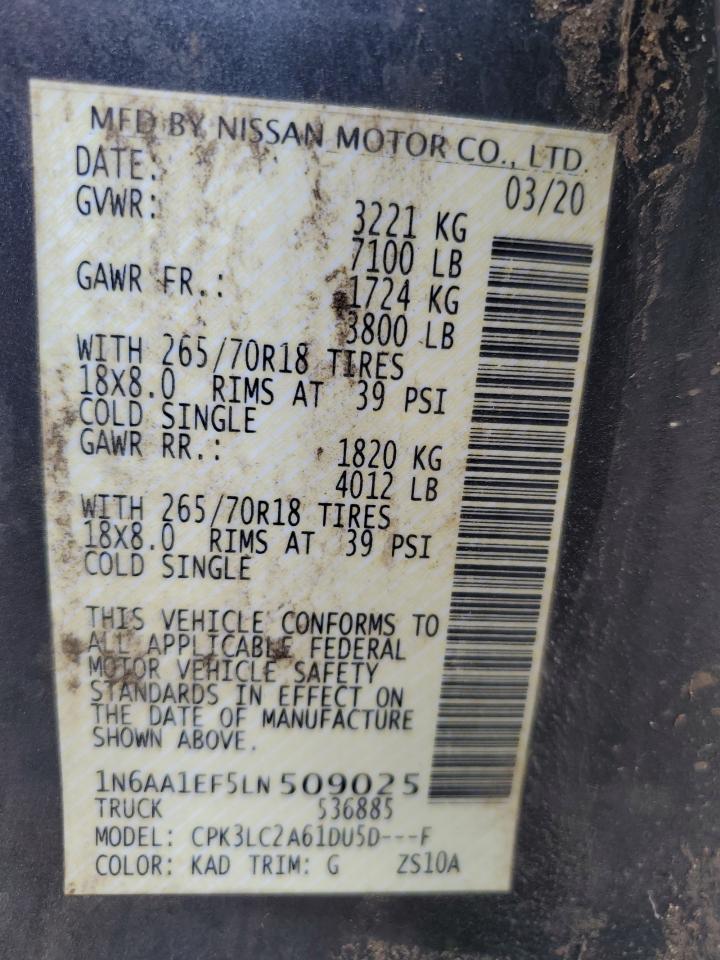 MFD BY NISSAN MOTOR CO., LTD.
DATE: 03/20
GVWR: 3221 KG
7100 LB
GAWR FR.: 1724 KG
3800 LB
WITH 265/70R18 TIRES
18X8.0 RIMS AT 39 PSI
COLD SINGLE
GAWR RR.: 1820 KG
4012 LB
WITH 265/70R18 TIRES
18X8.0 RIMS AT 39 PSI
COLD SINGLE
THIS VEHICLE CONFORMS TO
ALL APPLICABLE FEDERAL
MOTOR VEHICLE SAFETY
STANDARDS IN EFFECT ON
THE DATE OF MANUFACTURE
SHOWN ABOVE.
1N6AA1EF5LN 509025
TRUCK 536885
MODEL: CPK3LC2A61DU5D---F
COLOR: KAD TRIM: G ZS10A